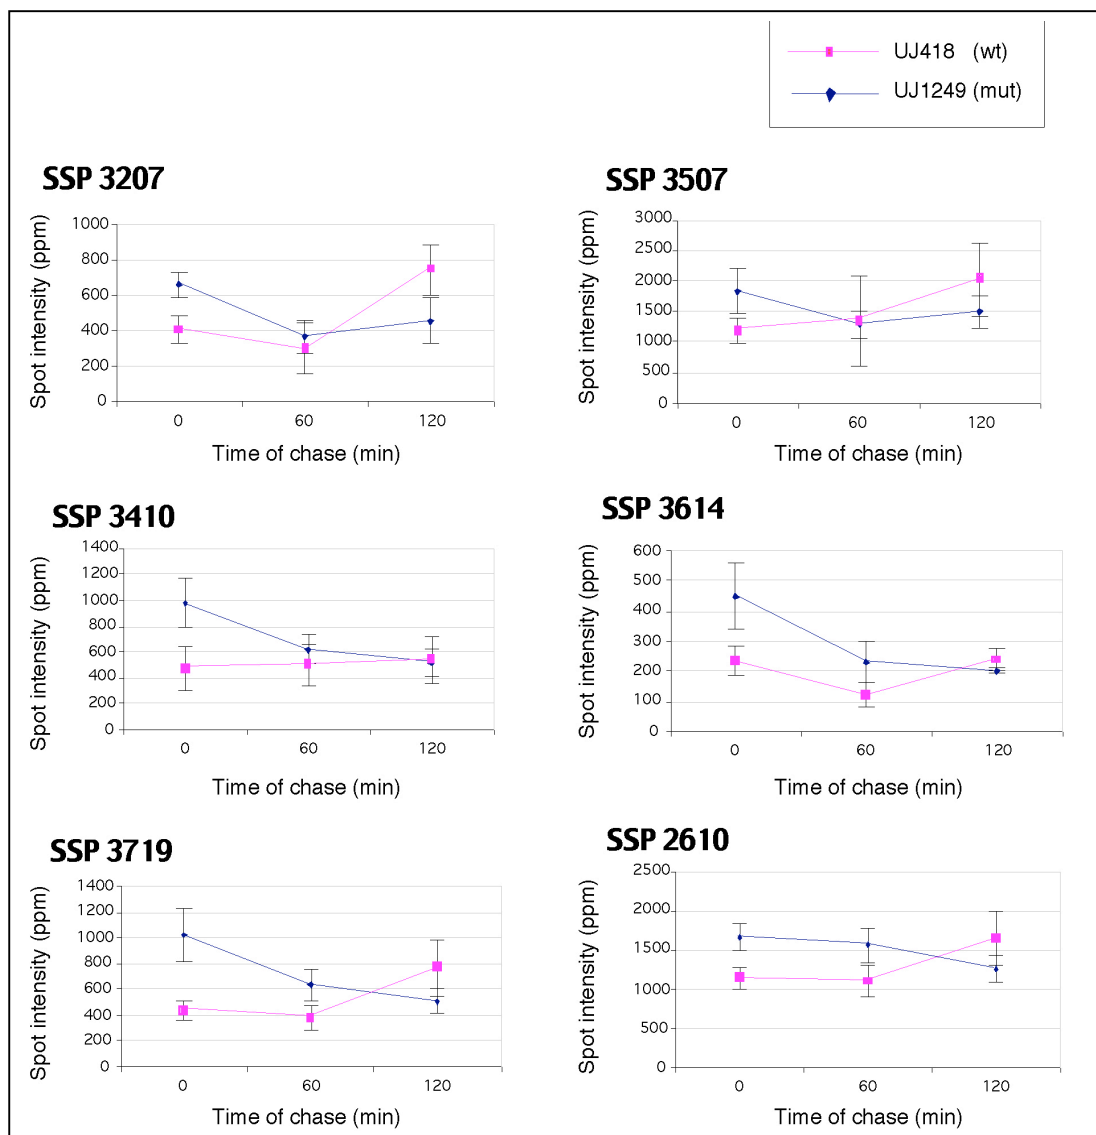 UJ418 (wt)
UJ1249 (mut)
SSP 3207
Spot intensity (ppm)
1000
800
600
400
200
0
0 60 120
Time of chase (min)
SSP 3507
Spot intensity (ppm)
3000
2500
2000
1500
1000
500
0
0 60 120
Time of chase (min)
SSP 3410
Spot intensity (ppm)
1400
1200
1000
800
600
400
200
0
0 60 120
Time of chase (min)
SSP 3614
Spot intensity (ppm)
600
500
400
300
200
100
0
0 60 120
Time of chase (min)
SSP 3719
Spot intensity (ppm)
1400
1200
1000
800
600
400
200
0
0 60 120
Time of chase (min)
SSP 2610
Spot intensity (ppm)
2500
2000
1500
1000
500
0
0 60 120
Time of chase (min)